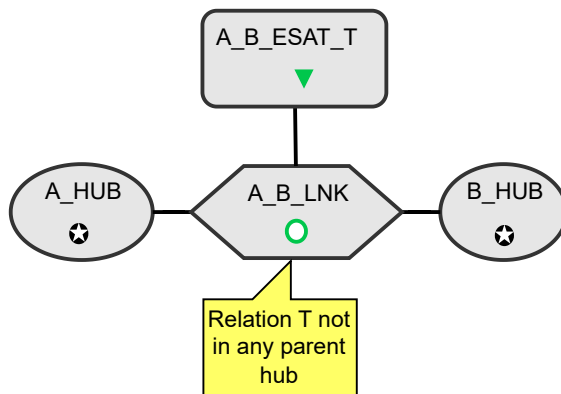 A_B_ESAT_T
A_HUB
A_B_LNK
B_HUB
Relation T not
in any parent
hub